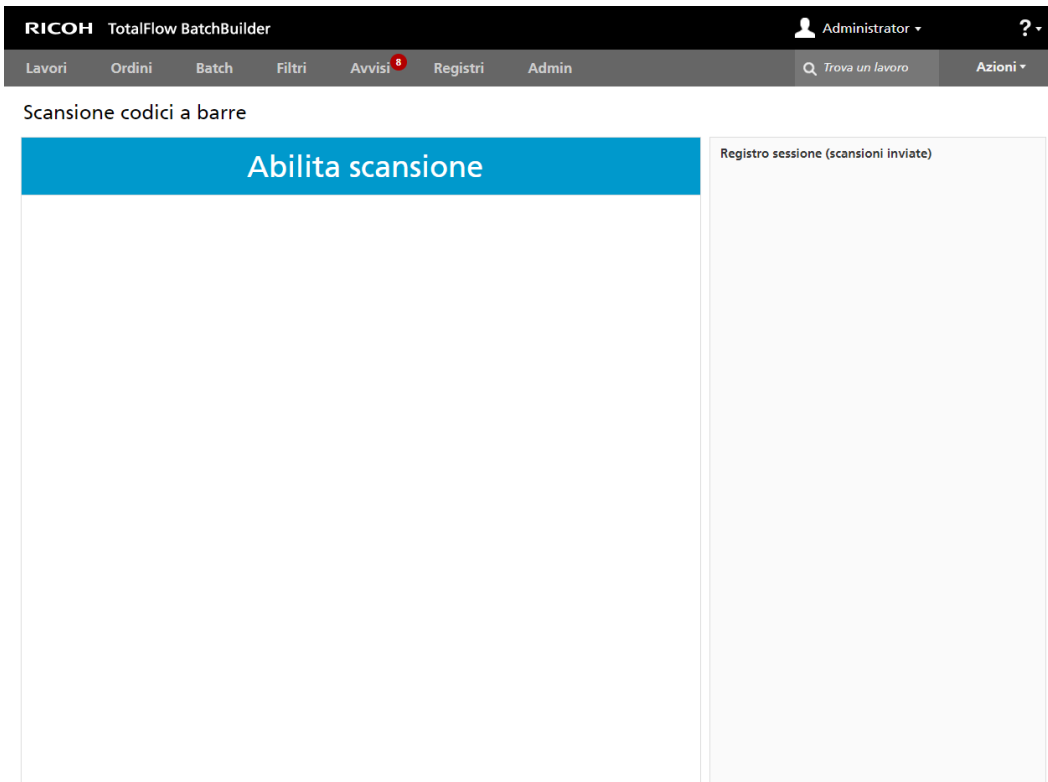 RICOH TotalFlow BatchBuilder Administrator ?
Lavori Ordini Batch Filtri Avvisi 8 Registri Admin Trova un lavoro Azioni
Scansione codici a barre
Abilita scansione
Registro sessione (scansioni inviate)